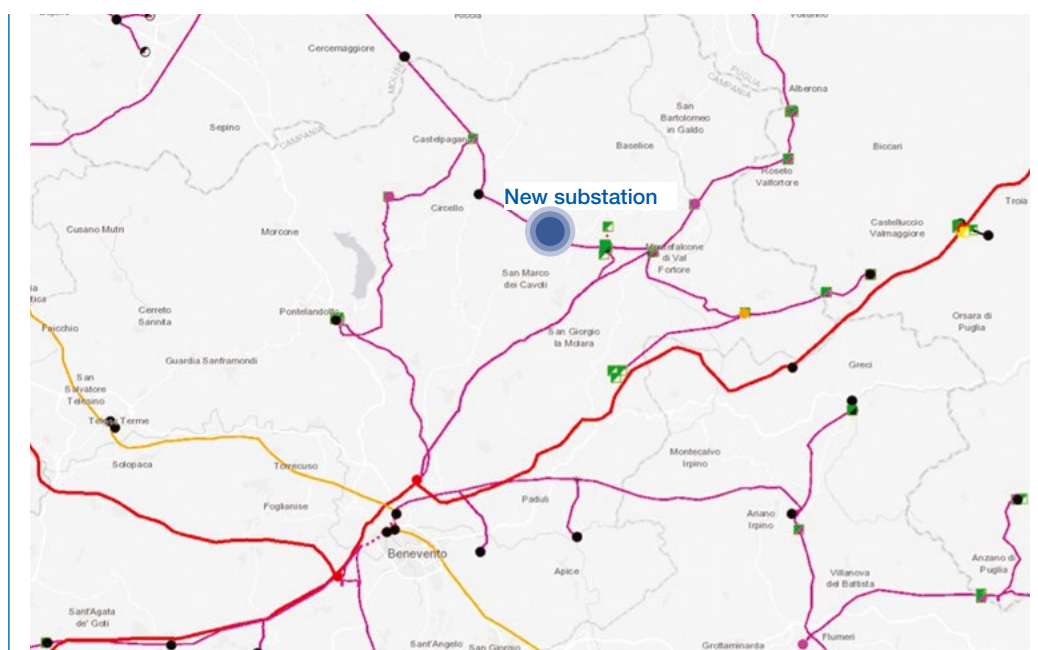 Riccia
Cercemaggiore
MOLISE
PUGLIA
CAMPANIA
Alberona
San
Bartolomeo
in Galdo
Sepino
CAMPANIA
Castelpagano
Baselice
Biccari
Roseto
Valfortore
New substation
Circello
Troia
Cusano Mutri
Morcone
Castelluccio
Valmaggiore
Montefalcone
di Val
Fortore
San Marco
dei Cavoti
Cerreto
Sannita
Pontelandolfo
Faicchio
San Giorgio
la Molara
Orsara di
Puglia
Guardia Sanframondi
Greci
San
Salvatore
Telesino
Telese Terme
Solopaca
Torrecuso
Montecalvo
Irpino
Foglianise
Paduli
Ariano
Irpino
Benevento
Apice
Anzano di
Puglia
Villanova
del Battista
Sant'Agata
de' Goti
Sant'Angelo
San Giorgio
Grottaminarda
Flumeri